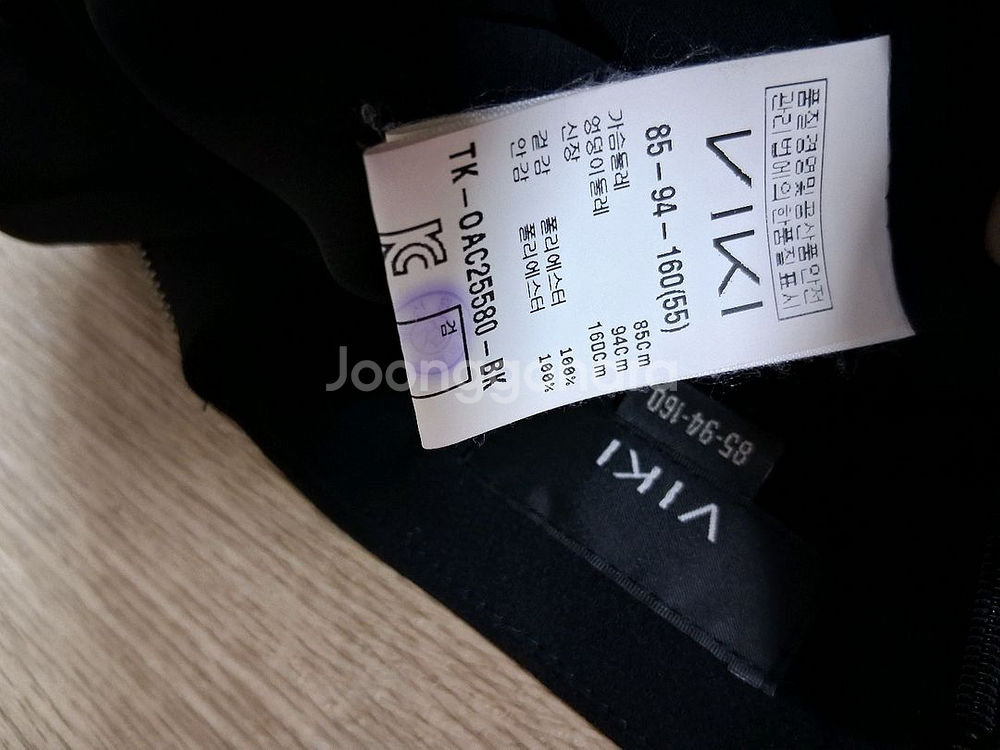 품질경영및공산품안전
관리법에의한품질표시
VIKI
85-94-160(55)
가슴둘레 85Cm
엉덩이둘레 94Cm
신장 160Cm
겉감 폴리에스터 100%
안감 폴리에스터 100%
TK-0AC25580-BK
검
85-94-160
VIKI
Joonggonara